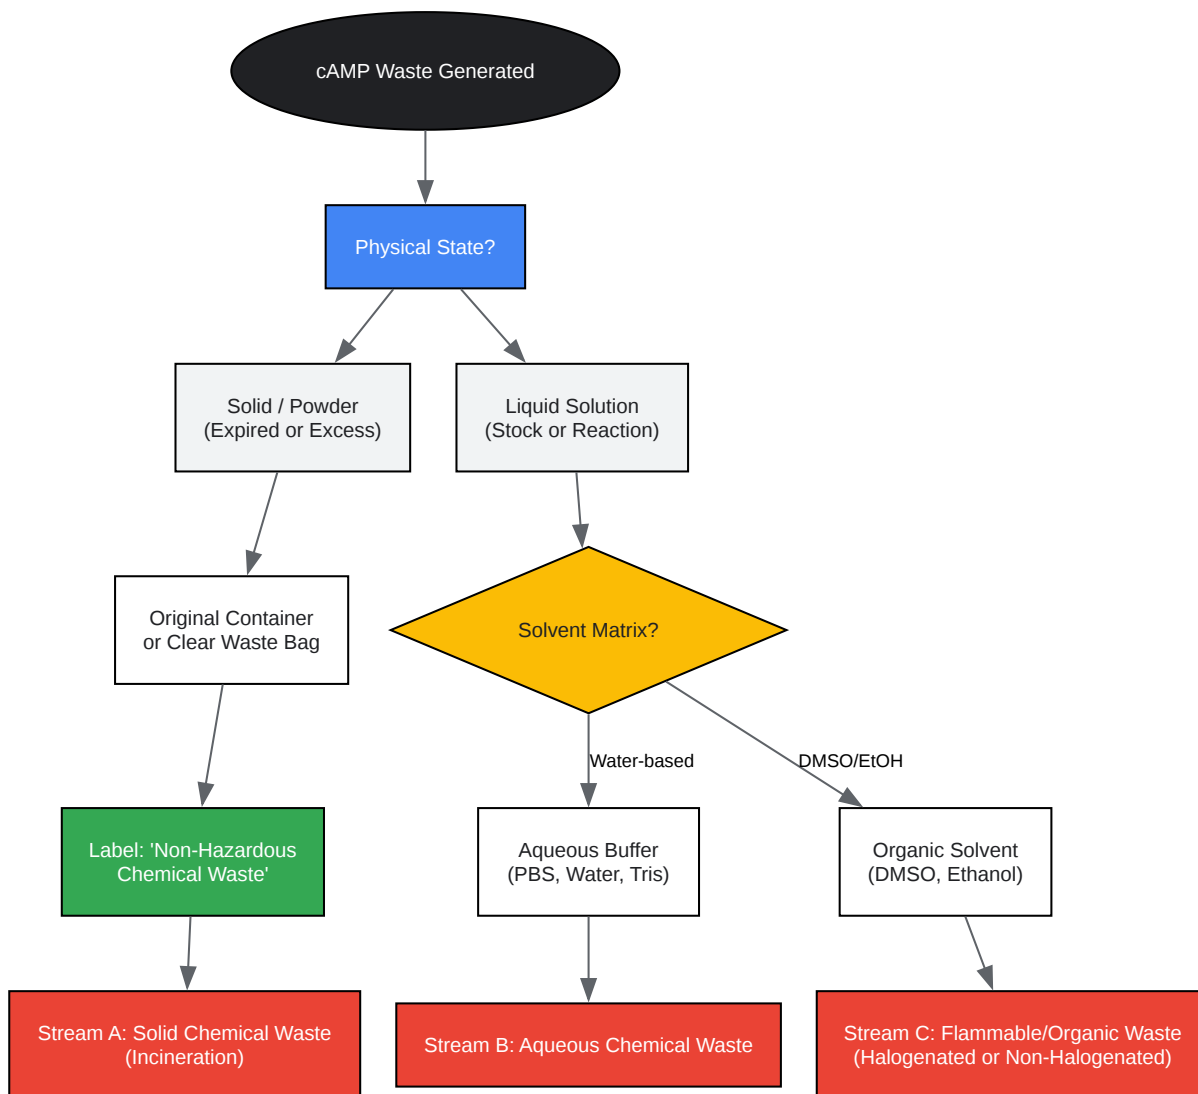 cAMP Waste Generated
Physical State?
Solid / Powder
(Expired or Excess)
Liquid Solution
(Stock or Reaction)
Original Container
or Clear Waste Bag
Solvent Matrix?
Water-based
DMSO/EtOH
Label: 'Non-Hazardous
Chemical Waste'
Aqueous Buffer
(PBS, Water, Tris)
Organic Solvent
(DMSO, Ethanol)
Stream A: Solid Chemical Waste
(Incineration)
Stream B: Aqueous Chemical Waste
Stream C: Flammable/Organic Waste
(Halogenated or Non-Halogenated)